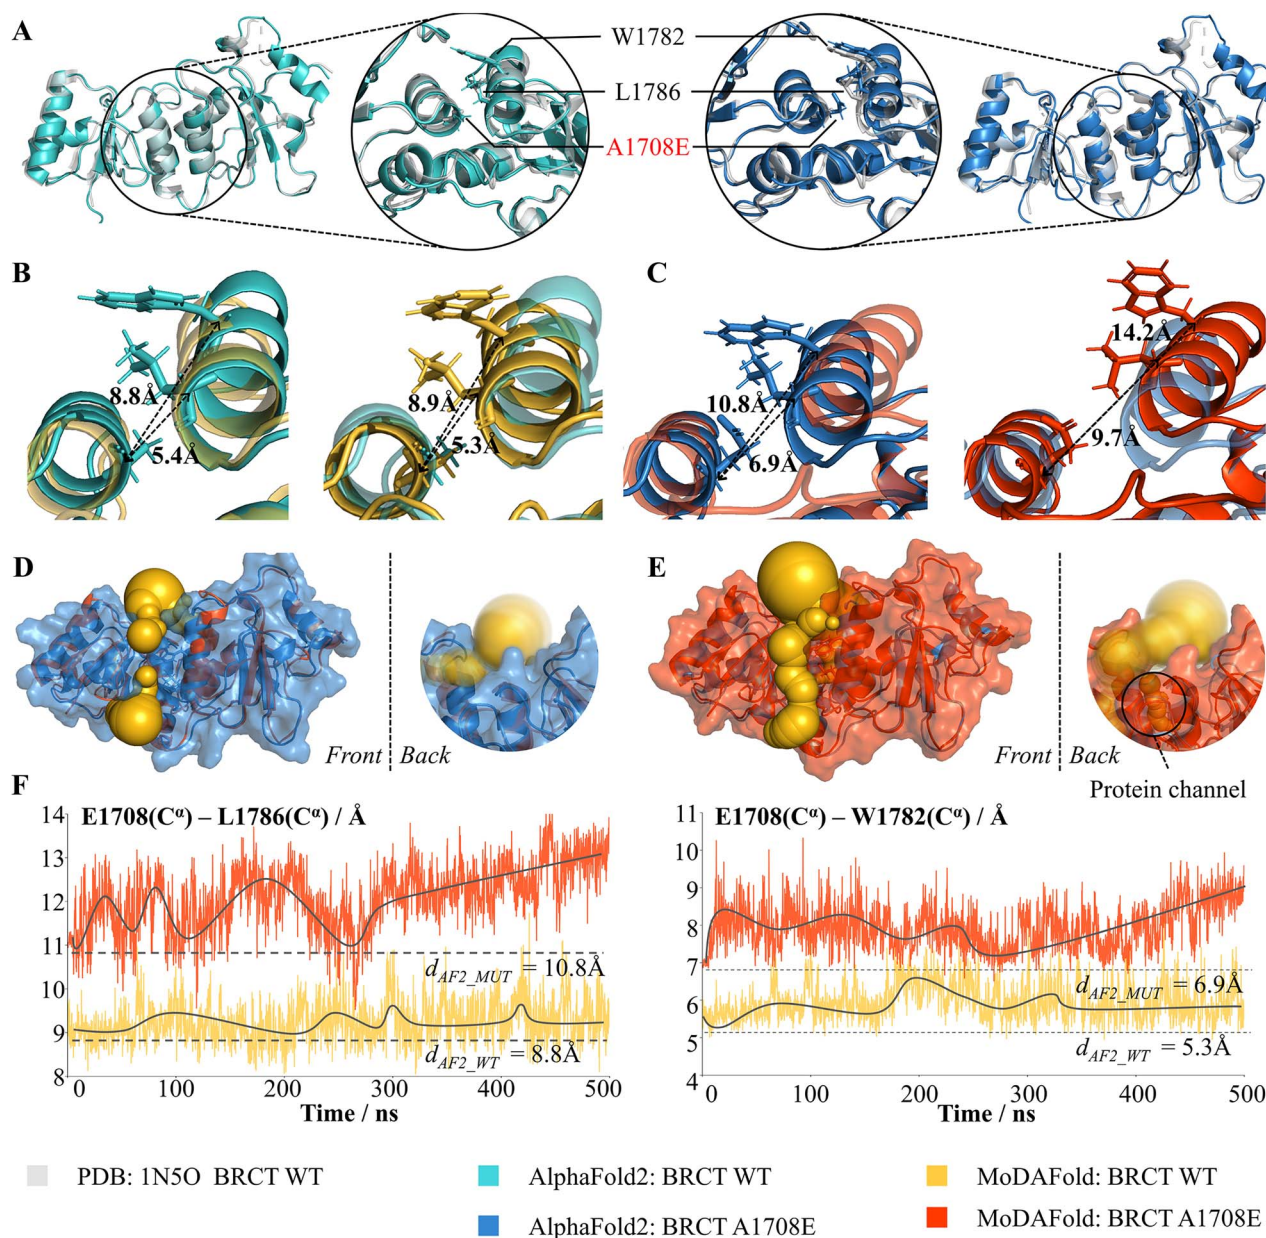 A
W1782
L1786
A1708E
B
8.8Å
5.4Å
8.9Å
5.3Å
C
10.8Å
6.9Å
14.2Å
9.7Å
D
Front
Back
E
Front
Back
Protein channel
F
E1708(Cα) – L1786(Cα) / Å
14
13
12
11
10
9
8
d_AF2_MUT = 10.8Å
d_AF2_WT = 8.8Å
0 100 200 300 400 500
Time / ns
E1708(Cα) – W1782(Cα) / Å
11
10
9
8
7
6
5
4
d_AF2_MUT = 6.9Å
d_AF2_WT = 5.3Å
0 100 200 300 400 500
Time / ns
PDB: 1N5O BRCT WT
AlphaFold2: BRCT WT
MoDAFold: BRCT WT
AlphaFold2: BRCT A1708E
MoDAFold: BRCT A1708E